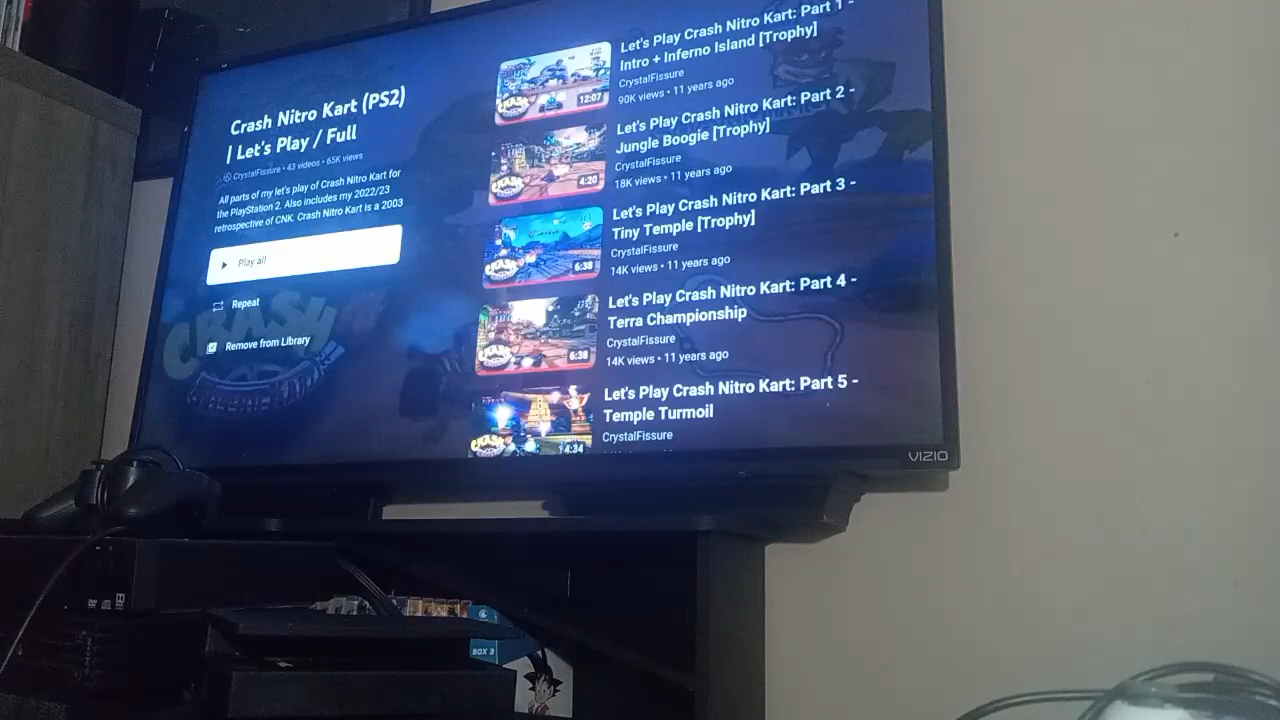 Crash Nitro Kart (PS2)
| Let's Play / Full
CrystalFissure • 43 videos • 65K views
All parts of my let's play of Crash Nitro Kart for
the PlayStation 2. Also includes my 2022/23
retrospective of CNK. Crash Nitro Kart is a 2003
Play all
Repeat
Remove from Library
CRASH
12:07
Let's Play Crash Nitro Kart: Part 1 -
Intro + Inferno Island [Trophy]
CrystalFissure
90K views • 11 years ago
CRASH
4:20
Let's Play Crash Nitro Kart: Part 2 -
Jungle Boogie [Trophy]
CrystalFissure
18K views • 11 years ago
CRASH
6:38
Let's Play Crash Nitro Kart: Part 3 -
Tiny Temple [Trophy]
CrystalFissure
14K views • 11 years ago
CRASH
6:38
Let's Play Crash Nitro Kart: Part 4 -
Terra Championship
CrystalFissure
14K views • 11 years ago
CRASH
14:34
Let's Play Crash Nitro Kart: Part 5 -
Temple Turmoil
CrystalFissure
VIZIO
CRASH
BOX 3